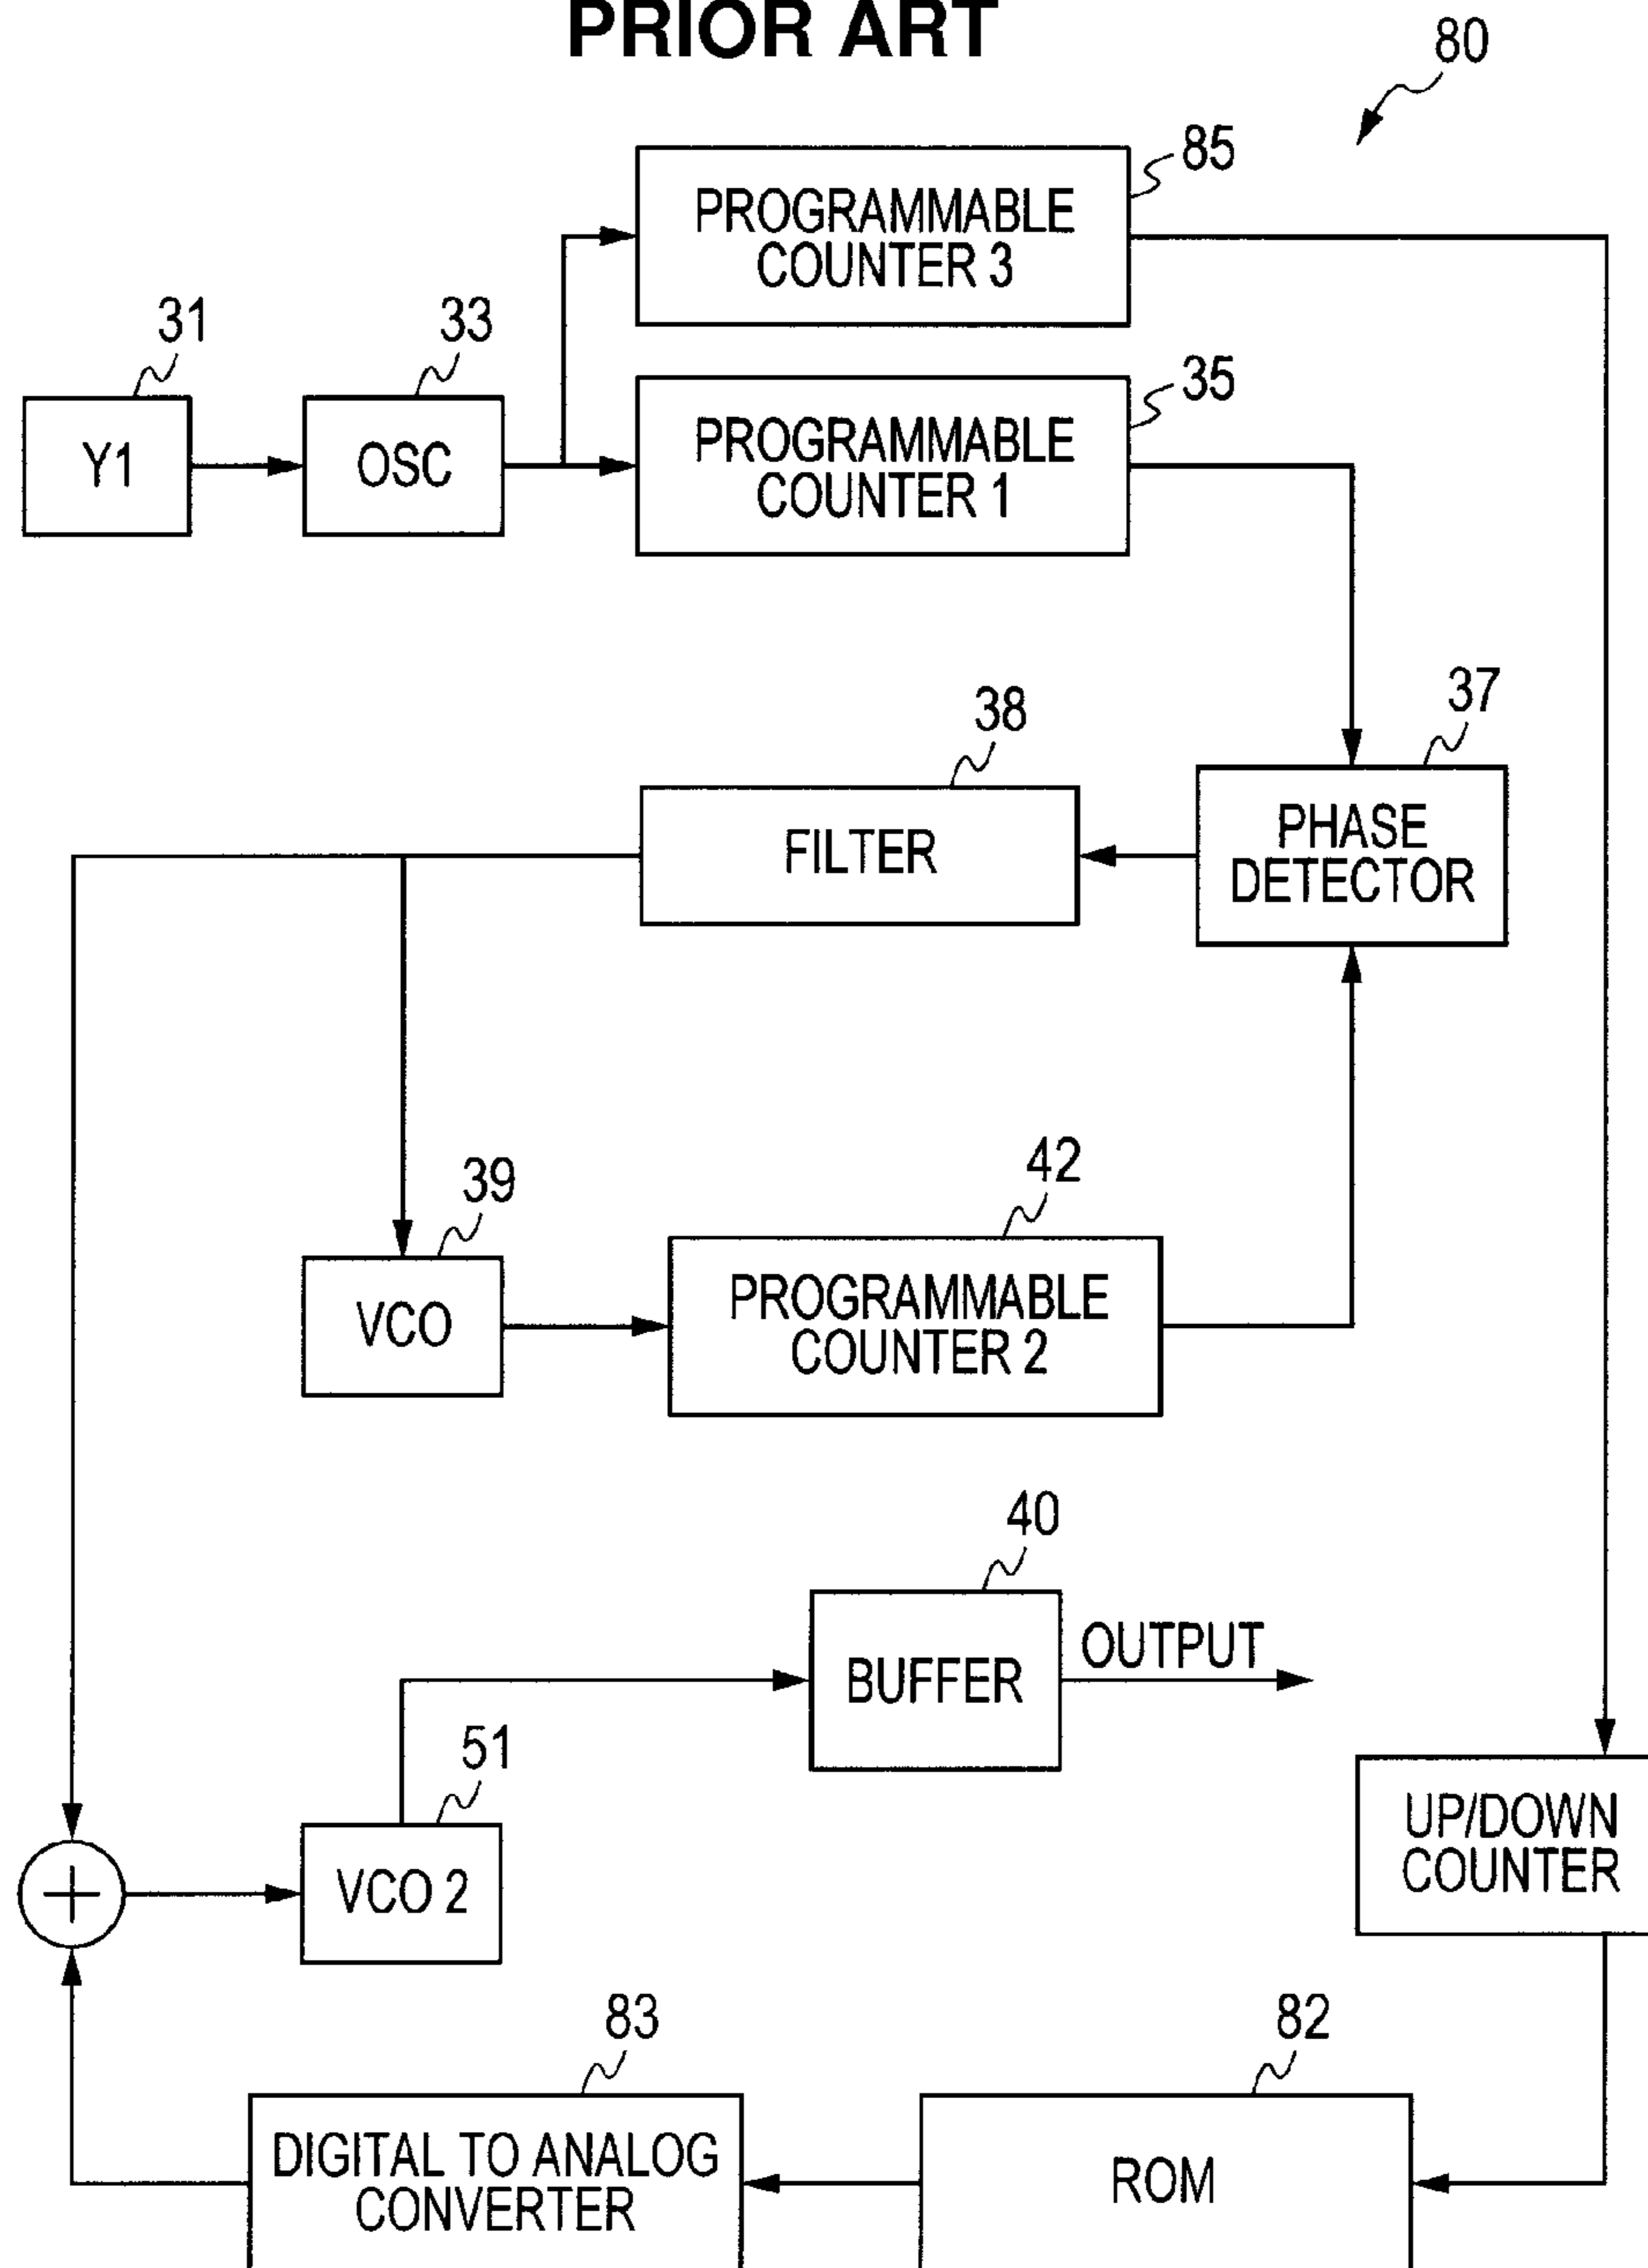 PRIOR ART
80
85
PROGRAMMABLE
COUNTER 3
31
33
35
Y1
OSC
PROGRAMMABLE
COUNTER 1
37
38
FILTER
PHASE
DETECTOR
39
42
VCO
PROGRAMMABLE
COUNTER 2
40
BUFFER
OUTPUT
51
VCO 2
UP/DOWN
COUNTER
83
82
DIGITAL TO ANALOG
CONVERTER
ROM